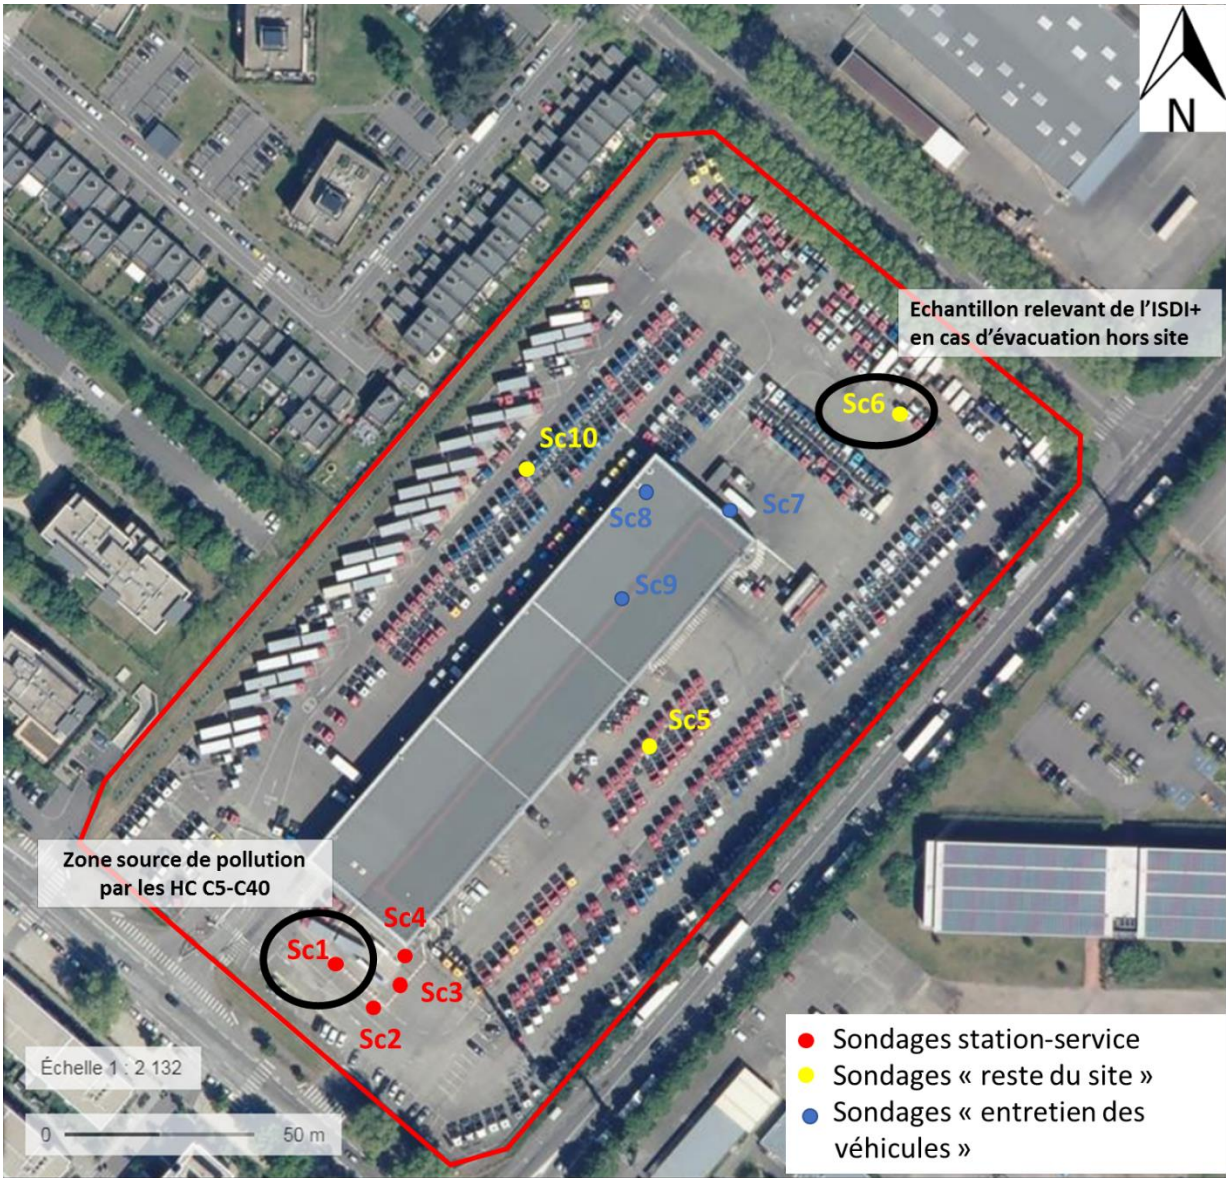 N
Echantillon relevant de l'ISDI+
en cas d'évacuation hors site
Sc6
Sc10
Sc8
Sc7
Sc9
Sc5
Zone source de pollution
par les HC C5-C40
Sc4
Sc1
Sc3
Sc2
Échelle 1 : 2 132
0 50 m
Sondages station-service
Sondages « reste du site »
Sondages « entretien des
véhicules »